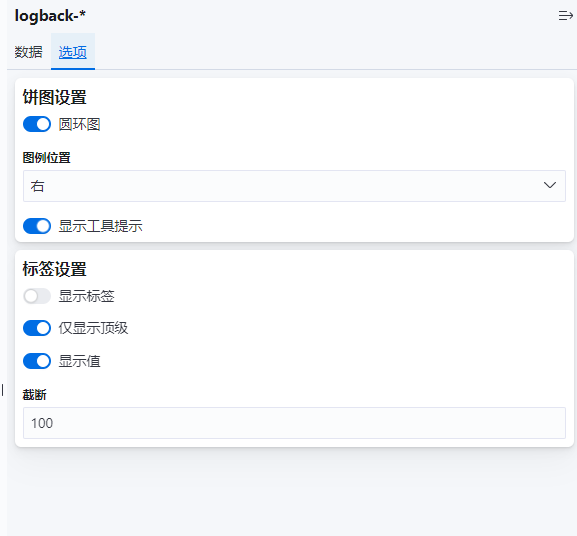 logback-*
数据 选项
饼图设置
圆环图
图例位置
右
显示工具提示
标签设置
显示标签
仅显示顶级
显示值
截断
100